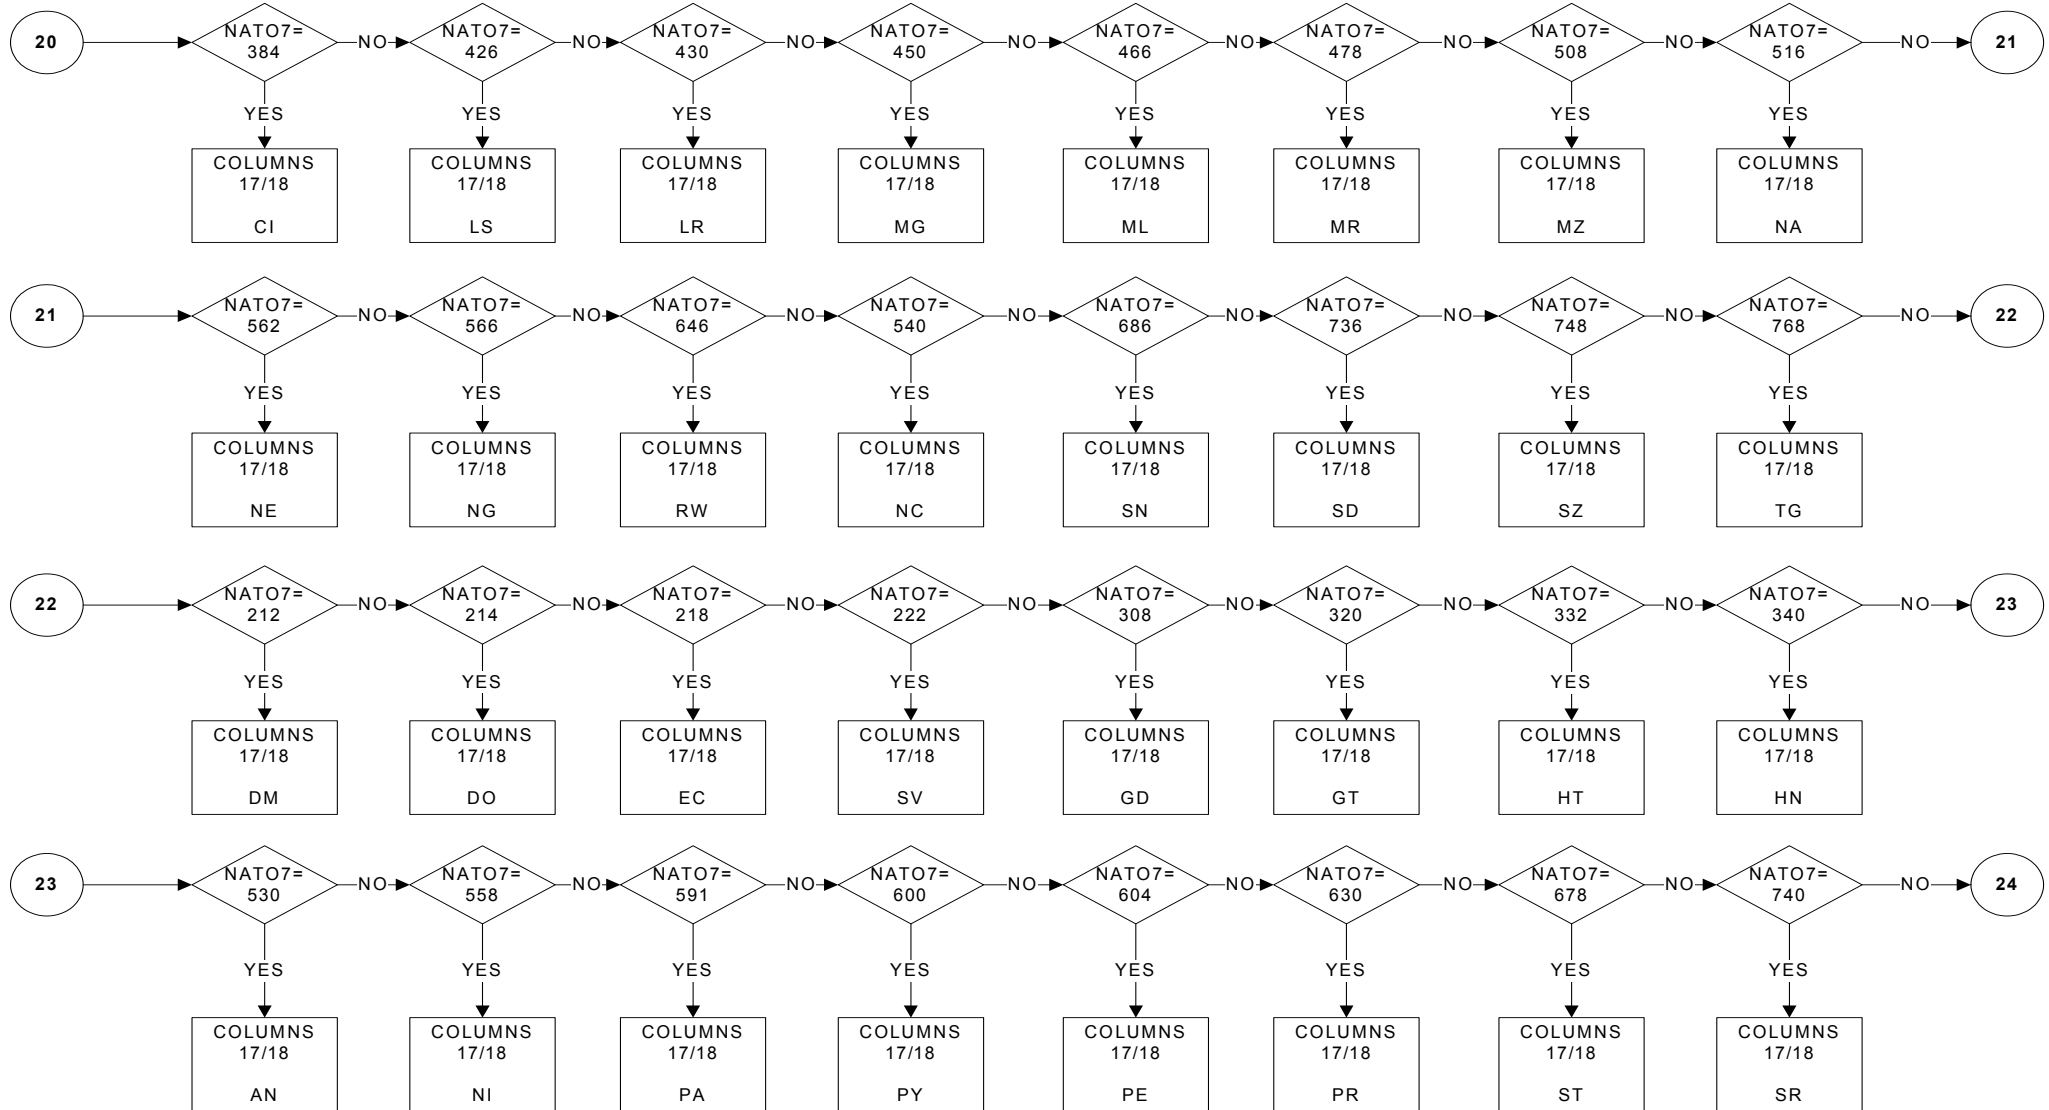 20
NATO7=
384
NO
NATO7=
426
NO
NATO7=
430
NO
NATO7=
450
NO
NATO7=
466
NO
NATO7=
478
NO
NATO7=
508
NO
NATO7=
516
NO
21
YES
YES
YES
YES
YES
YES
YES
YES
COLUMNS
17/18
CI
COLUMNS
17/18
LS
COLUMNS
17/18
LR
COLUMNS
17/18
MG
COLUMNS
17/18
ML
COLUMNS
17/18
MR
COLUMNS
17/18
MZ
COLUMNS
17/18
NA
21
NATO7=
562
NO
NATO7=
566
NO
NATO7=
646
NO
NATO7=
540
NO
NATO7=
686
NO
NATO7=
736
NO
NATO7=
748
NO
NATO7=
768
NO
22
YES
YES
YES
YES
YES
YES
YES
YES
COLUMNS
17/18
NE
COLUMNS
17/18
NG
COLUMNS
17/18
RW
COLUMNS
17/18
NC
COLUMNS
17/18
SN
COLUMNS
17/18
SD
COLUMNS
17/18
SZ
COLUMNS
17/18
TG
22
NATO7=
212
NO
NATO7=
214
NO
NATO7=
218
NO
NATO7=
222
NO
NATO7=
308
NO
NATO7=
320
NO
NATO7=
332
NO
NATO7=
340
NO
23
YES
YES
YES
YES
YES
YES
YES
YES
COLUMNS
17/18
DM
COLUMNS
17/18
DO
COLUMNS
17/18
EC
COLUMNS
17/18
SV
COLUMNS
17/18
GD
COLUMNS
17/18
GT
COLUMNS
17/18
HT
COLUMNS
17/18
HN
23
NATO7=
530
NO
NATO7=
558
NO
NATO7=
591
NO
NATO7=
600
NO
NATO7=
604
NO
NATO7=
630
NO
NATO7=
678
NO
NATO7=
740
NO
24
YES
YES
YES
YES
YES
YES
YES
YES
COLUMNS
17/18
AN
COLUMNS
17/18
NI
COLUMNS
17/18
PA
COLUMNS
17/18
PY
COLUMNS
17/18
PE
COLUMNS
17/18
PR
COLUMNS
17/18
ST
COLUMNS
17/18
SR